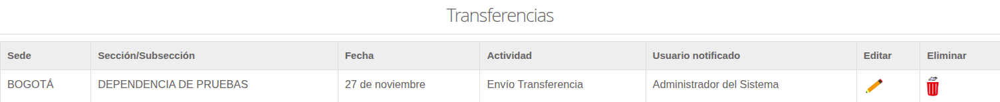 Transferencias
Sede Sección/Subsección Fecha Actividad Usuario notificado Editar Eliminar
BOGOTÁ DEPENDENCIA DE PRUEBAS 27 de noviembre Envío Transferencia Administrador del Sistema